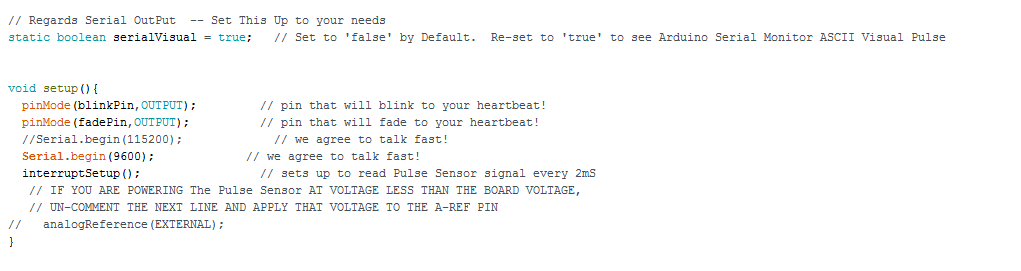 // Regards Serial OutPut  -- Set This Up to your needs
static boolean serialVisual = true;   // Set to 'false' by Default.  Re-set to 'true' to see Arduino Serial Monitor ASCII Visual Pulse
void setup(){
  pinMode(blinkPin,OUTPUT);         // pin that will blink to your heartbeat!
  pinMode(fadePin,OUTPUT);          // pin that will fade to your heartbeat!
  //Serial.begin(115200);             // we agree to talk fast!
  Serial.begin(9600);             // we agree to talk fast!
  interruptSetup();                 // sets up to read Pulse Sensor signal every 2mS
   // IF YOU ARE POWERING The Pulse Sensor AT VOLTAGE LESS THAN THE BOARD VOLTAGE,
   // UN-COMMENT THE NEXT LINE AND APPLY THAT VOLTAGE TO THE A-REF PIN
//   analogReference(EXTERNAL);
}